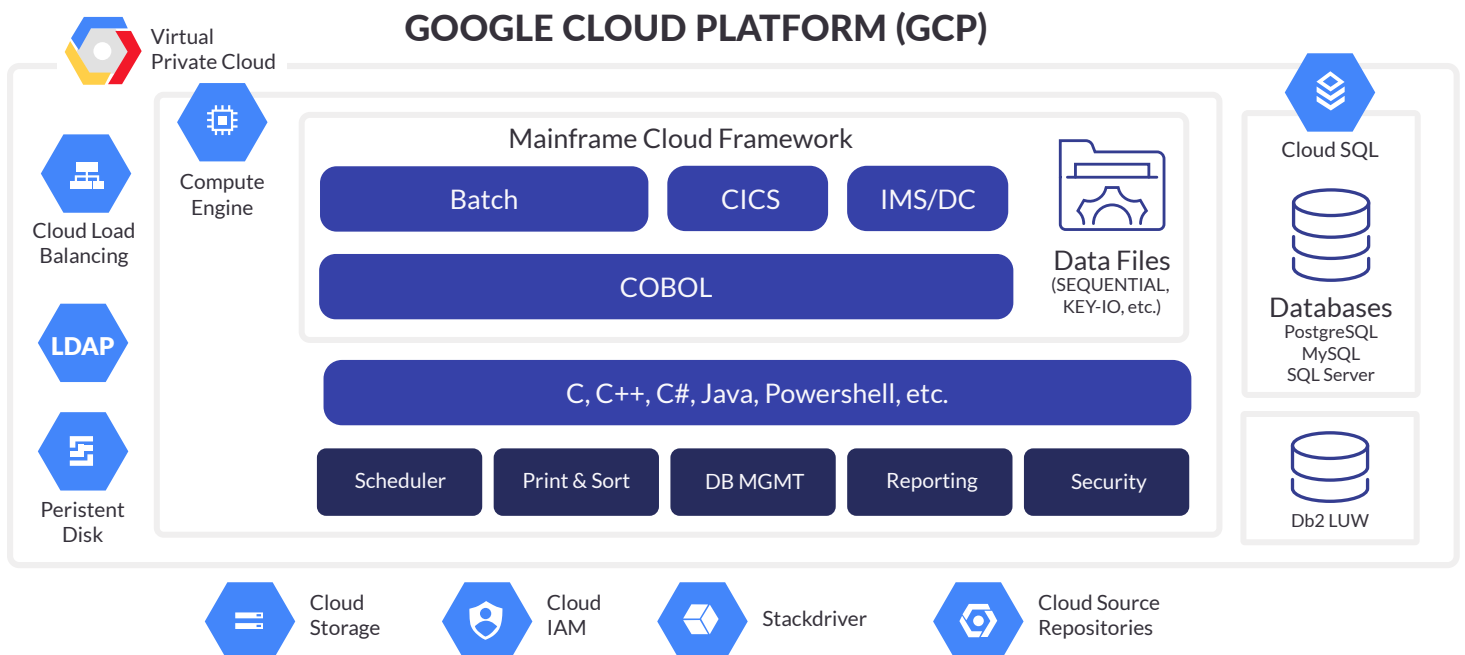 GOOGLE CLOUD PLATFORM (GCP)
Virtual
Private Cloud
Compute
Engine
Cloud Load
Balancing
LDAP
Peristent
Disk
Mainframe Cloud Framework
Batch
CICS
IMS/DC
COBOL
Data Files
(SEQUENTIAL,
KEY-IO, etc.)
C, C++, C#, Java, Powershell, etc.
Scheduler
Print & Sort
DB MGMT
Reporting
Security
Cloud SQL
Databases
PostgreSQL
MySQL
SQL Server
Db2 LUW
Cloud
Storage
Cloud
IAM
Stackdriver
Cloud Source
Repositories